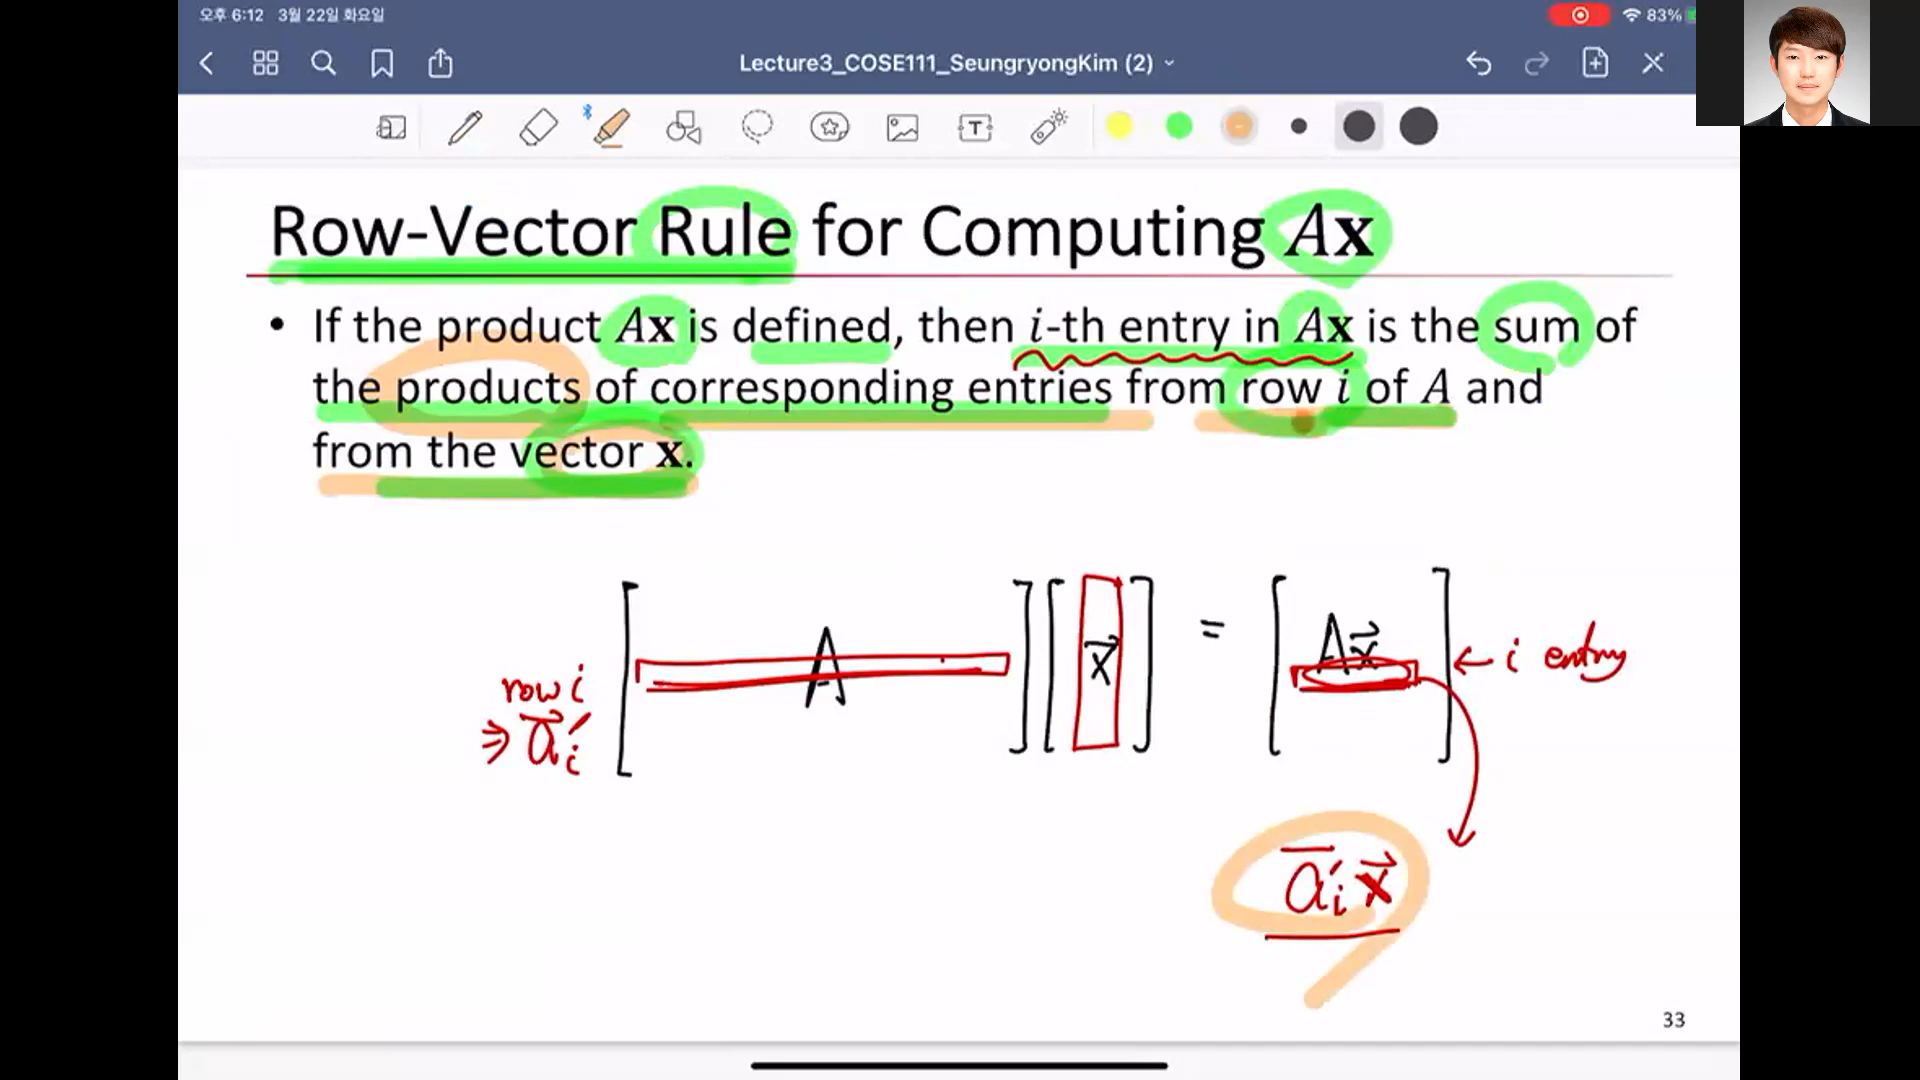 오후 6:12 3월 22일 화요일
83%
Lecture3_COSE111_SeungryongKim (2)
T
Row-Vector Rule for Computing Ax
• If the product Ax is defined, then i-th entry in Ax is the sum of
the products of corresponding entries from row i of A and
from the vector x.
A x⃗ = Ax⃗ ← i entry
row i
⇒ a⃗'i
a⃗'i x⃗
33